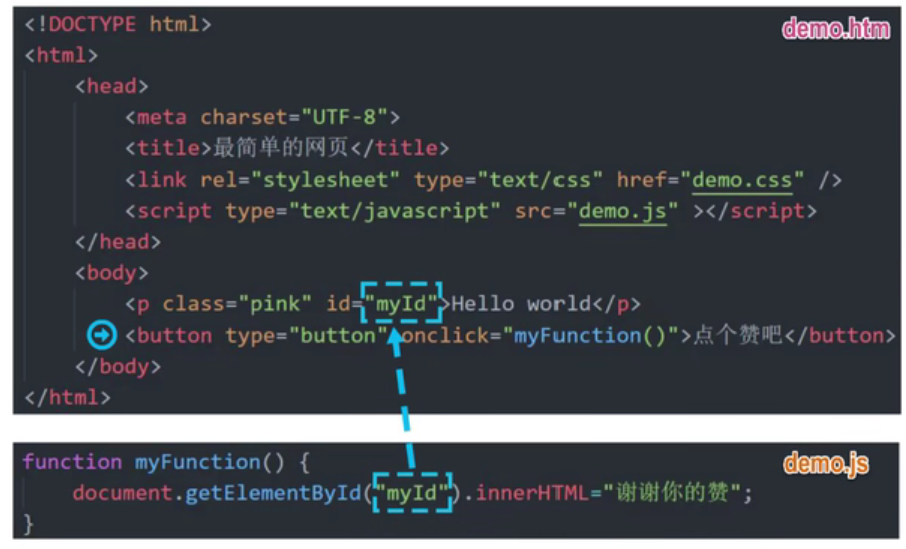 <!DOCTYPE html>
demo.htm
<html>
<head>
<meta charset="UTF-8">
<title>最简单的网页</title>
<link rel="stylesheet" type="text/css" href="demo.css" />
<script type="text/javascript" src="demo.js" ></script>
</head>
<body>
<p class="pink" id="myId">Hello world</p>
<button type="button" onclick="myFunction()">点个赞吧</button>
</body>
</html>
function myFunction() {
demo.js
document.getElementById("myId").innerHTML="谢谢你的赞";
}